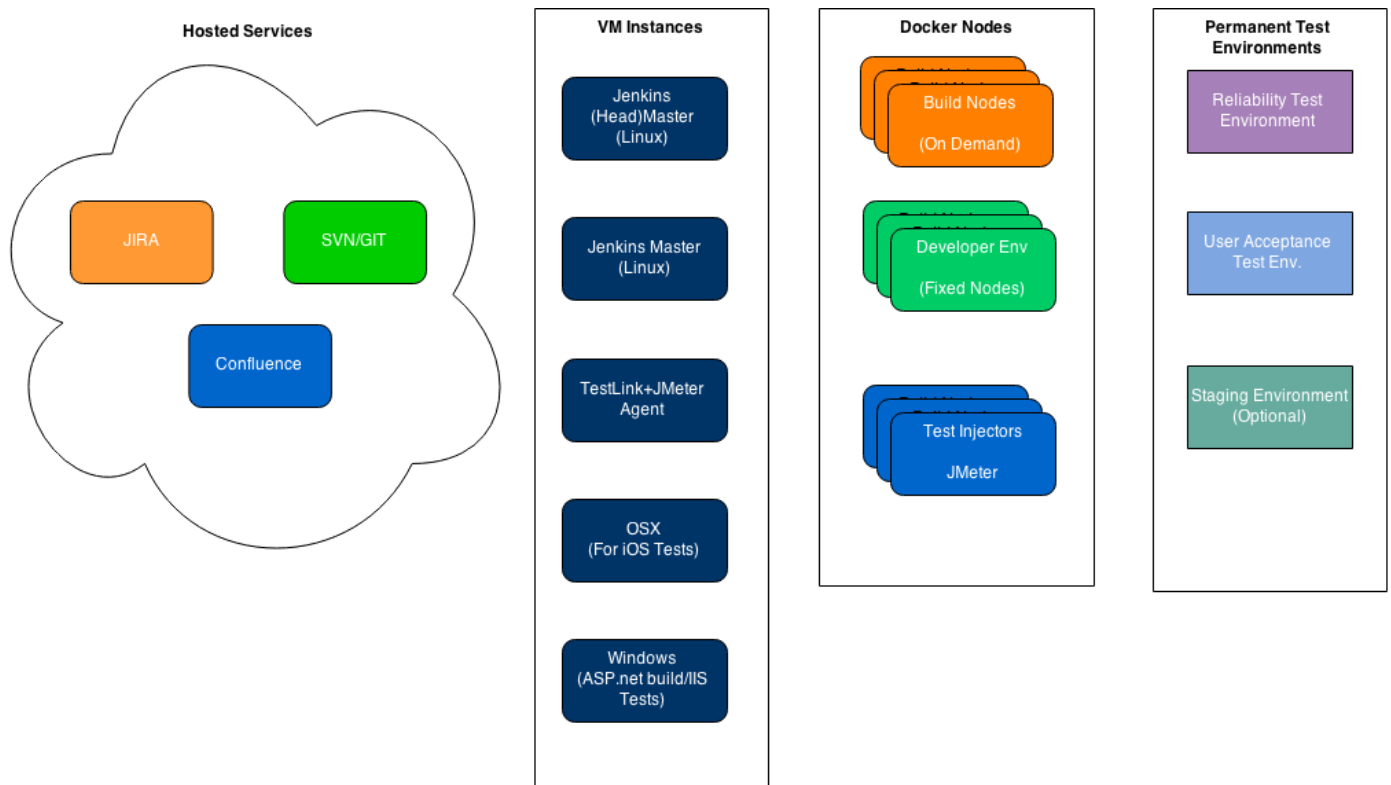 Hosted Services
JIRA
SVN/GIT
Confluence
VM Instances
Jenkins
(Head)Master
(Linux)
Jenkins Master
(Linux)
TestLink+JMeter
Agent
OSX
(For iOS Tests)
Windows
(ASP.net build/IIS
Tests)
Docker Nodes
Build Nodes
(On Demand)
Developer Env
(Fixed Nodes)
Test Injectors
JMeter
Permanent Test
Environments
Reliability Test
Environment
User Acceptance
Test Env.
Staging Environment
(Optional)